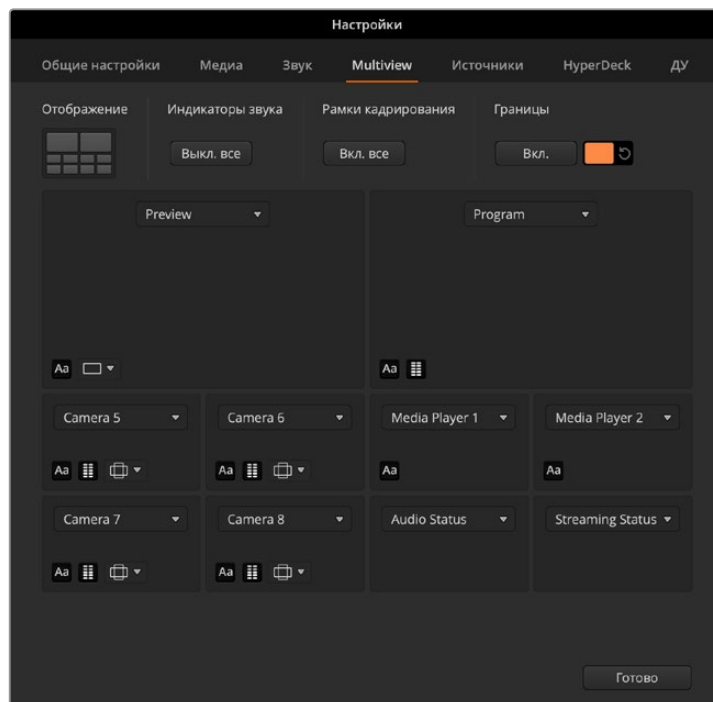 Настройки
Общие настройки Медиа Звук Multiview Источники HyperDeck ДУ
Отображение Индикаторы звука Рамки кадрирования Границы
Выкл. все Вкл. все Вкл.
Preview Program
Aa Aa
Camera 5 Camera 6 Media Player 1 Media Player 2
Aa Aa Aa Aa
Camera 7 Camera 8 Audio Status Streaming Status
Aa Aa
Готово